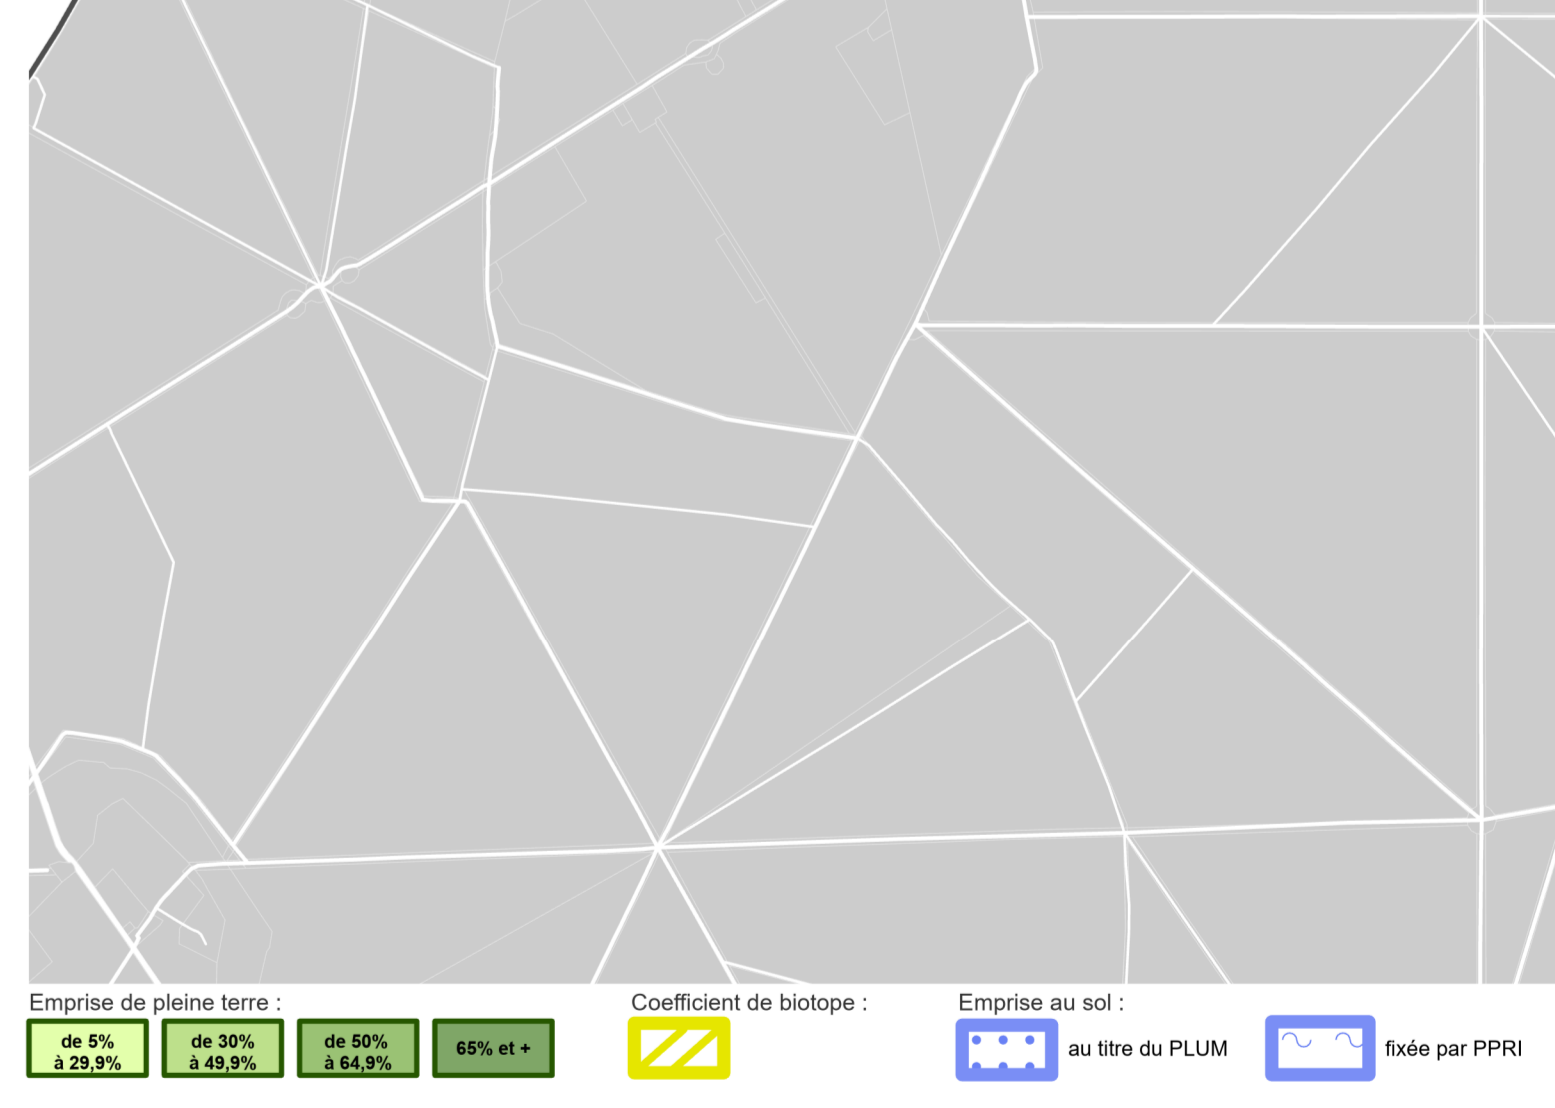 Emprise de pleine terre :
de 5%
à 29,9%
de 30%
à 49,9%
de 50%
à 64,9%
65% et +
Coefficient de biotope :
Emprise au sol :
au titre du PLUM
fixée par PPRI